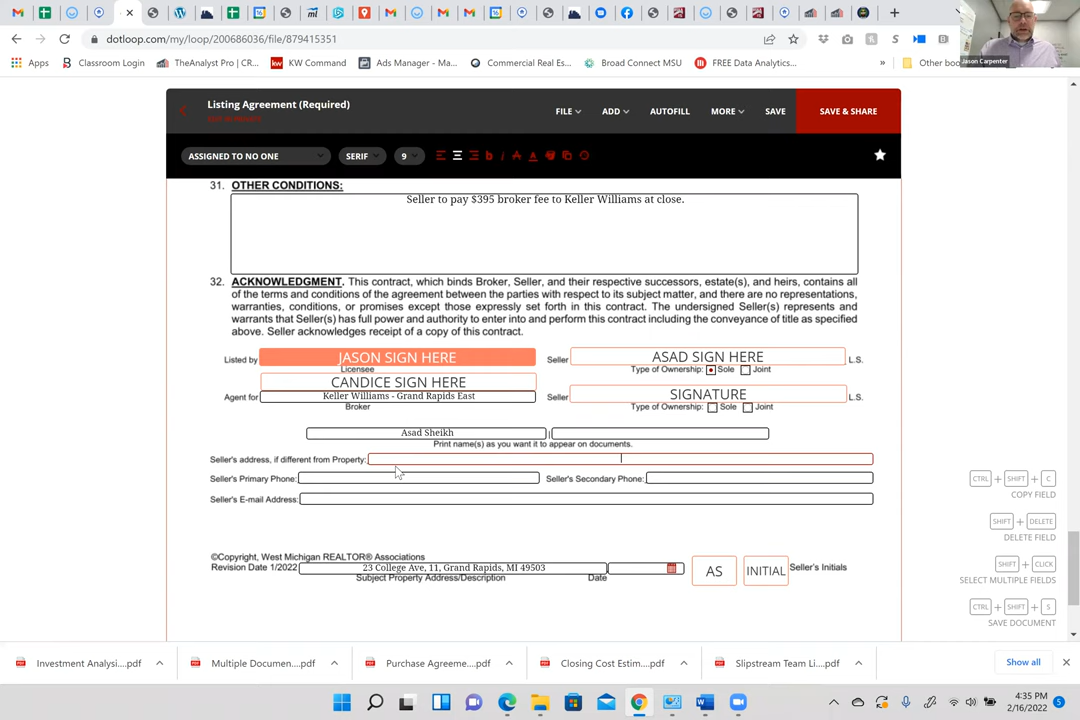 dotloop.com/my/loop/200686036/file/879415351
Apps
Classroom Login
TheAnalyst Pro | CR...
KW Command
Ads Manager - Ma...
Commercial Real Es...
Broad Connect MSU
FREE Data Analytics...
»
Other boo
Jason Carpenter
Listing Agreement (Required)
FILE
ADD
AUTOFILL
MORE
SAVE
SAVE & SHARE
ASSIGNED TO NO ONE
SERIF
9
31. OTHER CONDITIONS:
Seller to pay $395 broker fee to Keller Williams at close.
32. ACKNOWLEDGMENT. This contract, which binds Broker, Seller, and their respective successors, estate(s), and heirs, contains all
of the terms and conditions of the agreement between the parties with respect to its subject matter, and there are no representations,
warranties, conditions, or promises except those expressly set forth in this contract. The undersigned Seller(s) represents and
warrants that Seller(s) has full power and authority to enter into and perform this contract including the conveyance of title as specified
above. Seller acknowledges receipt of a copy of this contract.
Listed by JASON SIGN HERE Seller ASAD SIGN HERE L.S.
Licensee Type of Ownership: Sole Joint
CANDICE SIGN HERE
Agent for Keller Williams - Grand Rapids East Seller SIGNATURE L.S.
Broker Type of Ownership: Sole Joint
Asad Sheikh
Print name(s) as you want it to appear on documents.
Seller's address, if different from Property:
Seller's Primary Phone: Seller's Secondary Phone:
Seller's E-mail Address:
©Copyright, West Michigan REALTOR® Associations
Revision Date 1/2022 23 College Ave, 11, Grand Rapids, MI 49503 AS INITIAL Seller's Initials
Subject Property Address/Description Date
CTRL + SHIFT + C
COPY FIELD
SHIFT + DELETE
DELETE FIELD
SHIFT + CLICK
SELECT MULTIPLE FIELDS
CTRL + SHIFT + S
SAVE DOCUMENT
Investment Analysi....pdf
Multiple Documen....pdf
Purchase Agreeme....pdf
Closing Cost Estim....pdf
Slipstream Team Li....pdf
Show all
4:35 PM
2/16/2022